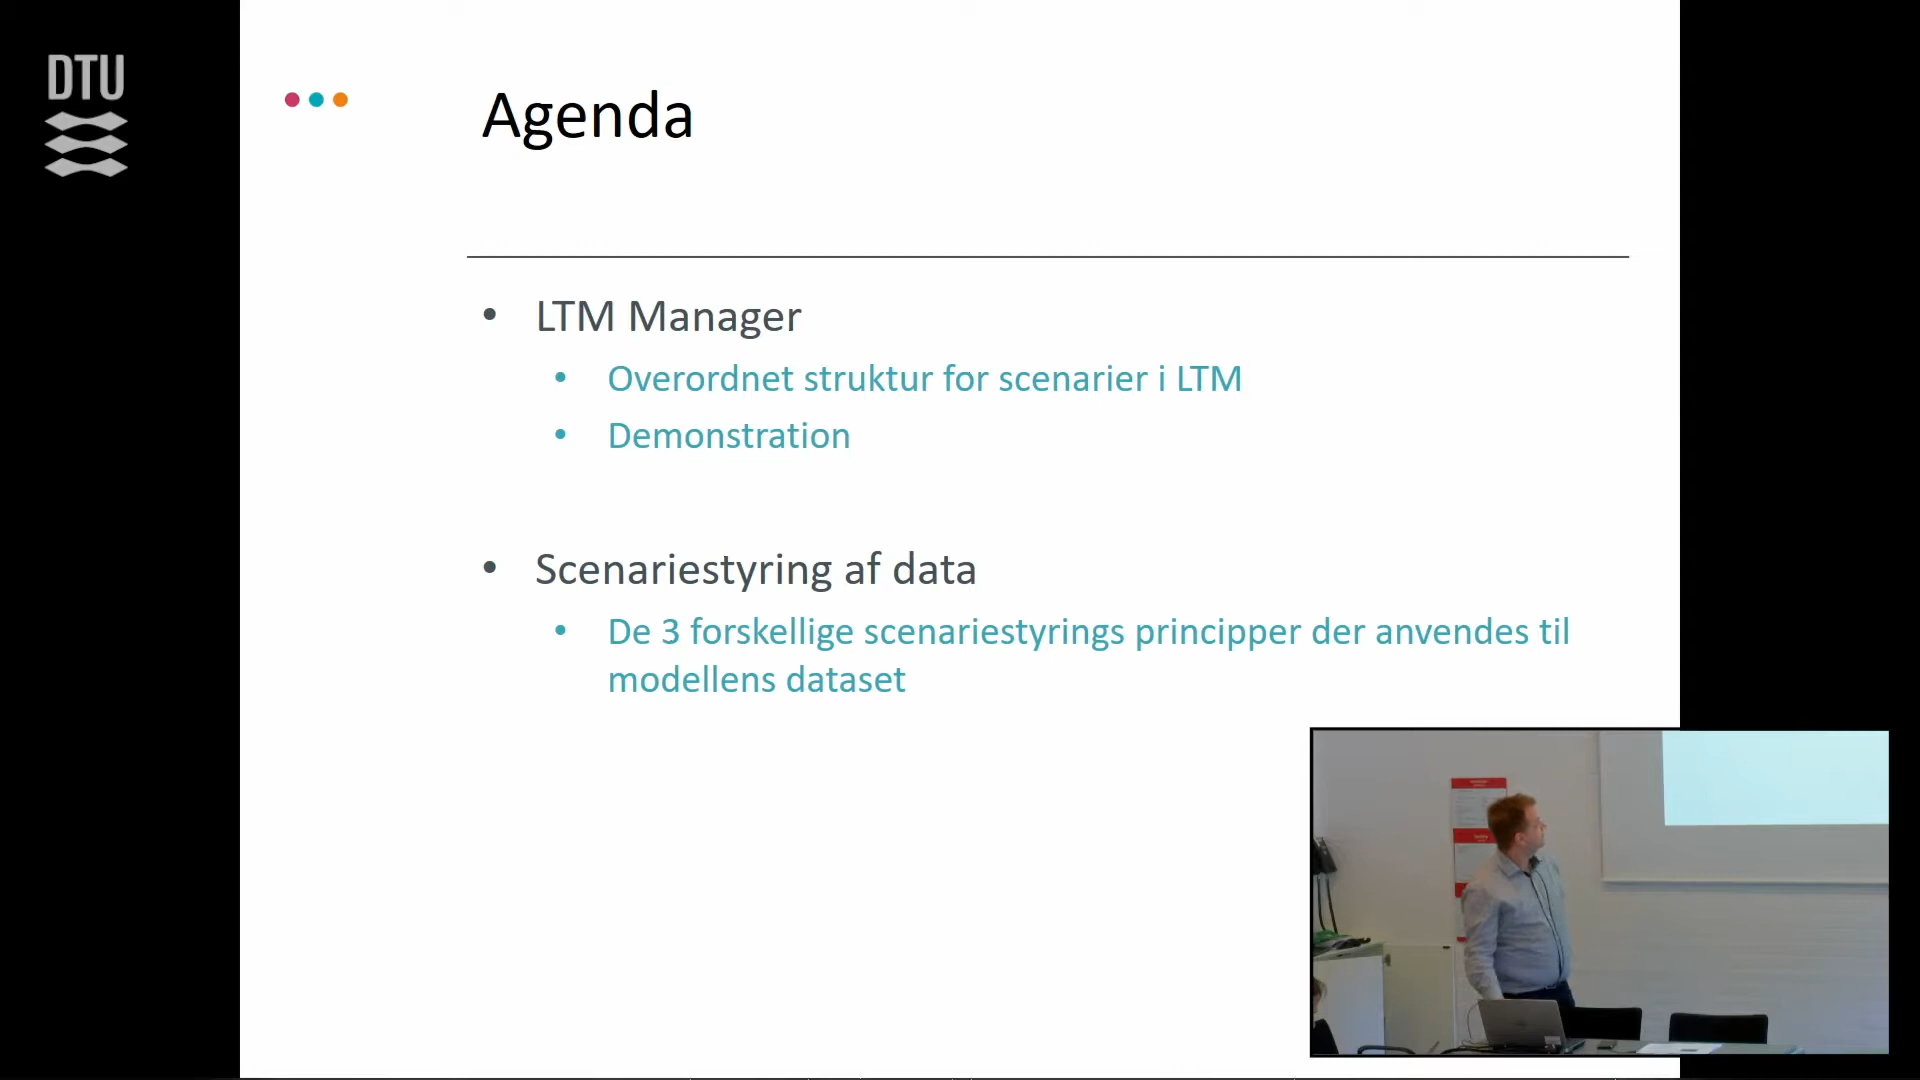 DTU
Agenda
• LTM Manager
• Overordnet struktur for scenarier i LTM
• Demonstration
• Scenariestyring af data
• De 3 forskellige scenariestyrings principper der anvendes til
modellens dataset